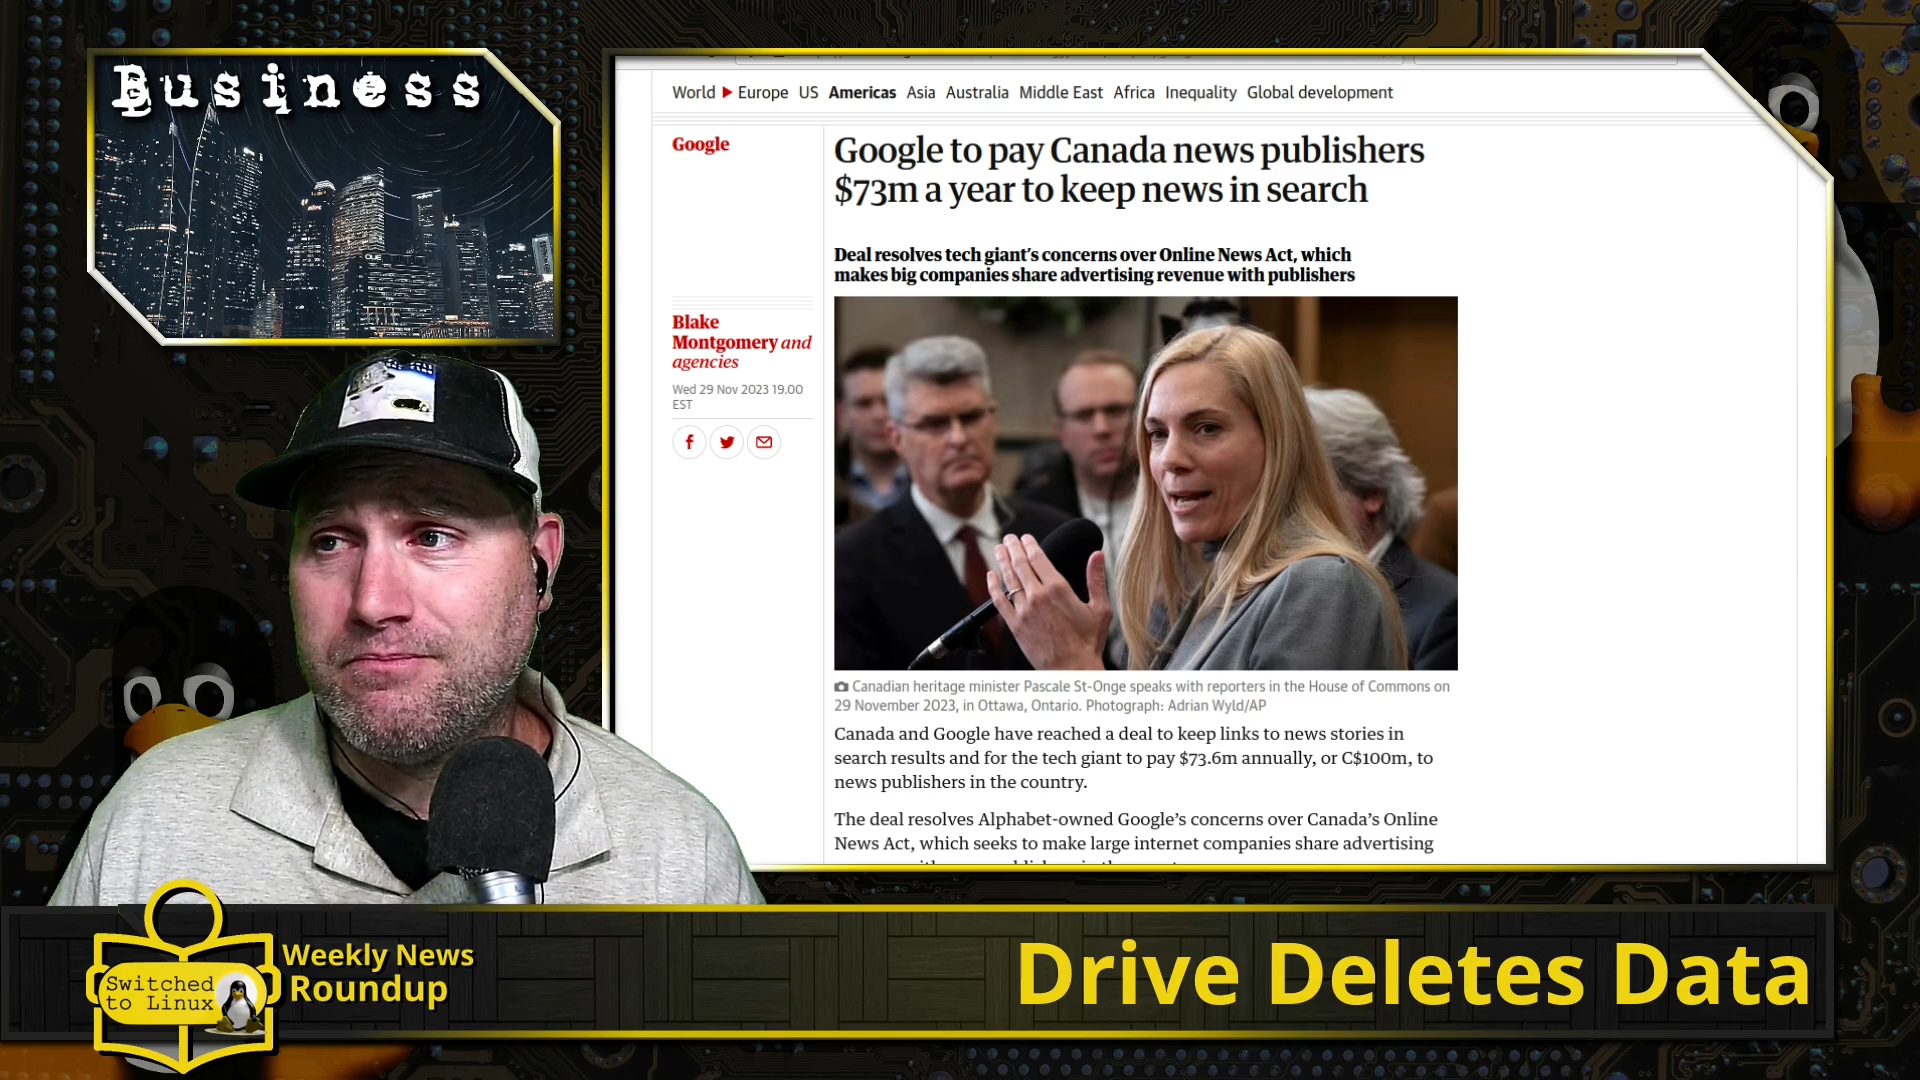 Business
World Europe US Americas Asia Australia Middle East Africa Inequality Global development
Google
Google to pay Canada news publishers
$73m a year to keep news in search
Deal resolves tech giant's concerns over Online News Act, which
makes big companies share advertising revenue with publishers
Blake
Montgomery and
agencies
Wed 29 Nov 2023 19.00
EST
Canadian heritage minister Pascale St-Onge speaks with reporters in the House of Commons on
29 November 2023, in Ottawa, Ontario. Photograph: Adrian Wyld/AP
Canada and Google have reached a deal to keep links to news stories in
search results and for the tech giant to pay $73.6m annually, or C$100m, to
news publishers in the country.
The deal resolves Alphabet-owned Google's concerns over Canada's Online
News Act, which seeks to make large internet companies share advertising
Switched
to Linux
Weekly News
Roundup
Drive Deletes Data